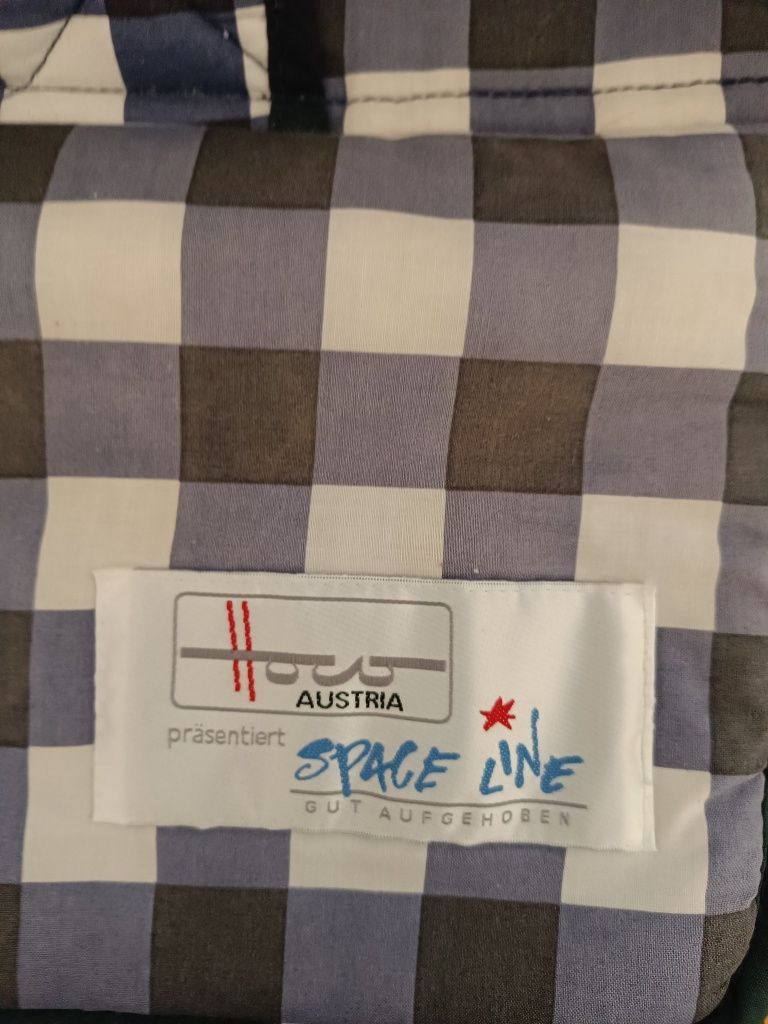 AUSTRIA
präsentiert
SPACE LINE
GUT AUFGEHOBEN